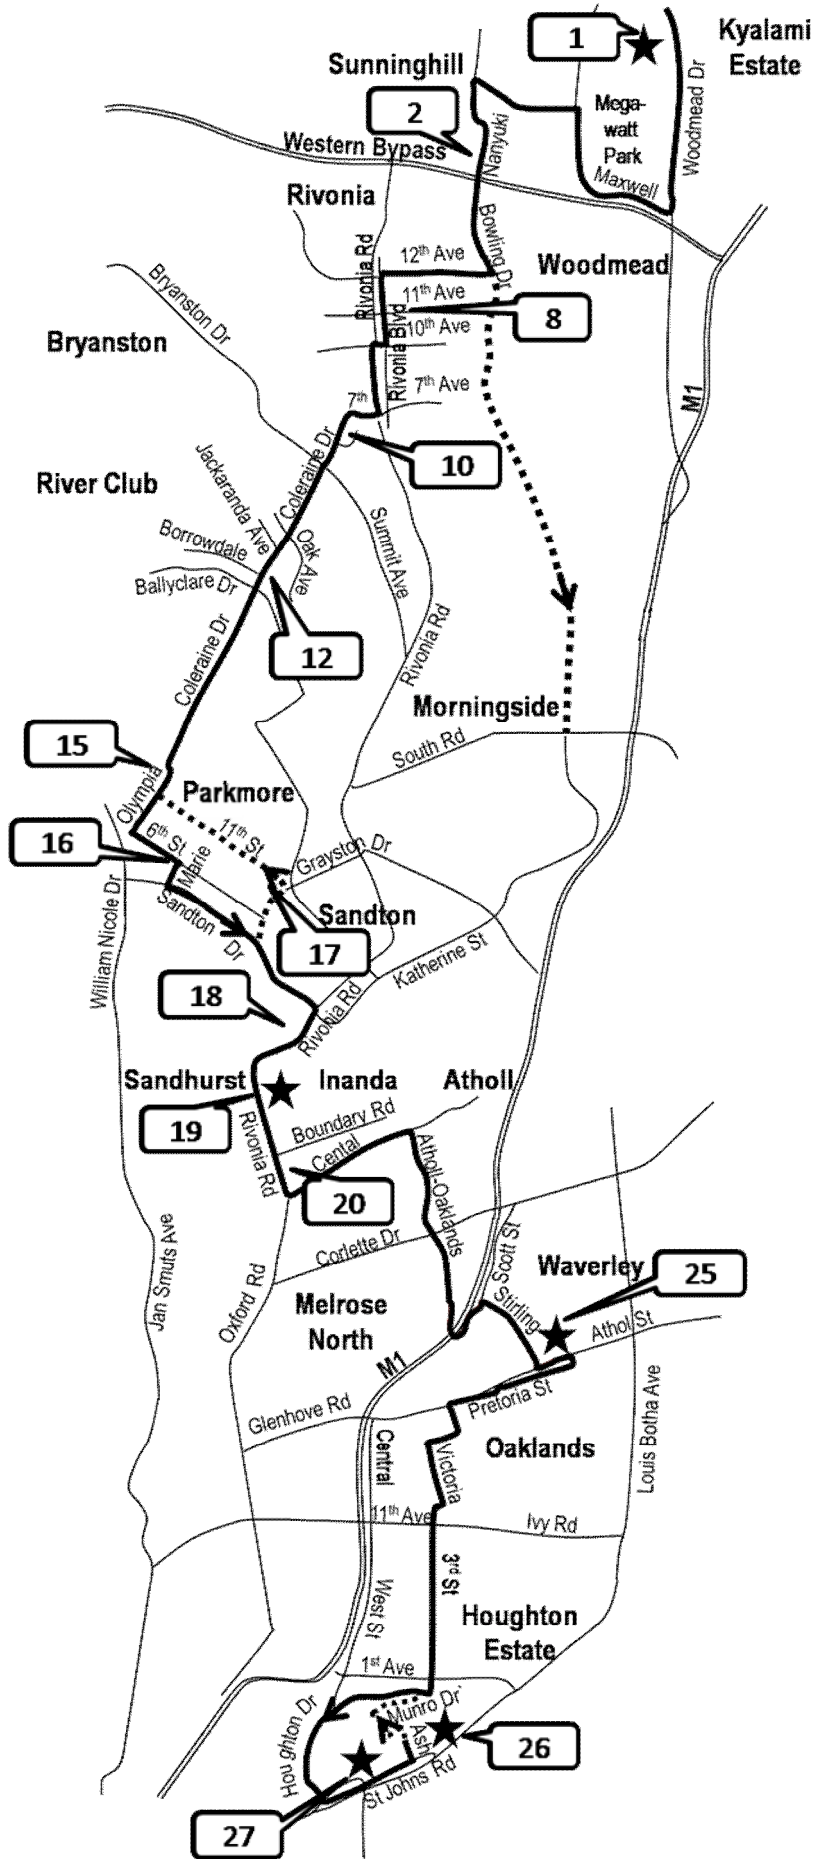 1
Kyalami
Estate
Sunninghill
2
Mega-
watt
Park
Woodmead Dr
Nanyuki
Western Bypass
Maxwell
Rivonia
Bowling Dr
Rivonia Rd
12th Ave
Woodmead
Bryanston Dr
11th Ave
8
10th Ave
Rivonia Blvd
Bryanston
7th Ave
7th
M1
Coleraine Dr
10
River Club
Jackaranda Ave
Summit Ave
Borrowdale
Oak Ave
Ballyclare Dr
12
Rivonia Rd
Coleraine Dr
Morningside
15
South Rd
Olympia
Parkmore
16
6th St
11th St
Marie
Grayston Dr
William Nicole Dr
Sandton Dr
Sandton
17
Katherine St
18
Rivonia Rd
Sandhurst
Inanda
Atholl
19
Rivonia Rd
Boundary Rd
Cental
20
Atholl-Oaklands
Jan Smuts Ave
Corlette Dr
Scott St
Waverley
25
Oxford Rd
Melrose
North
Stirling
Athol St
M1
Pretoria St
Glenhove Rd
Central
Victoria
Oaklands
Louis Botha Ave
11th Ave
Ivy Rd
3rd St
West St
Houghton
Estate
1st Ave
Houghton Dr
Munro Dr
Ash
26
St Johns Rd
27